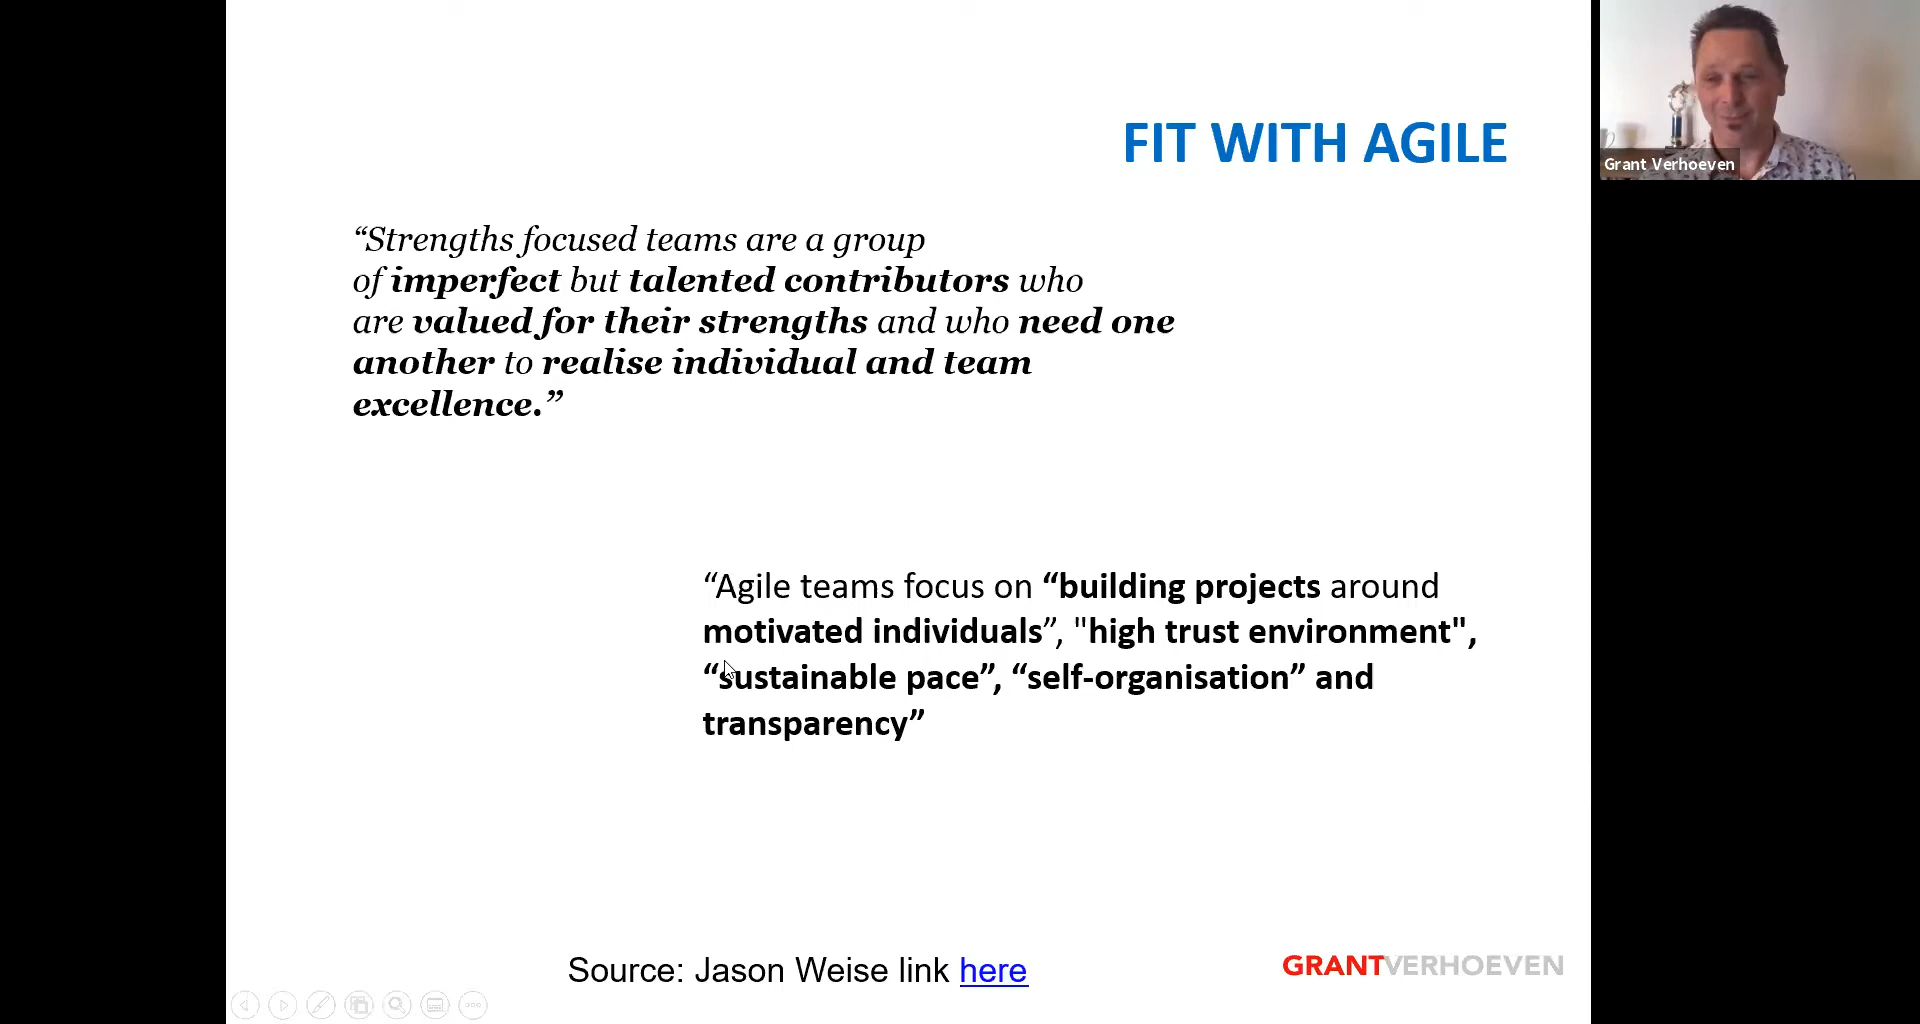 FIT WITH AGILE
Grant Verhoeven
“Strengths focused teams are a group
of imperfect but talented contributors who
are valued for their strengths and who need one
another to realise individual and team
excellence.”
“Agile teams focus on “building projects around
motivated individuals”, "high trust environment",
“sustainable pace”, “self-organisation” and
transparency”
Source: Jason Weise link here
GRANTVERHOEVEN